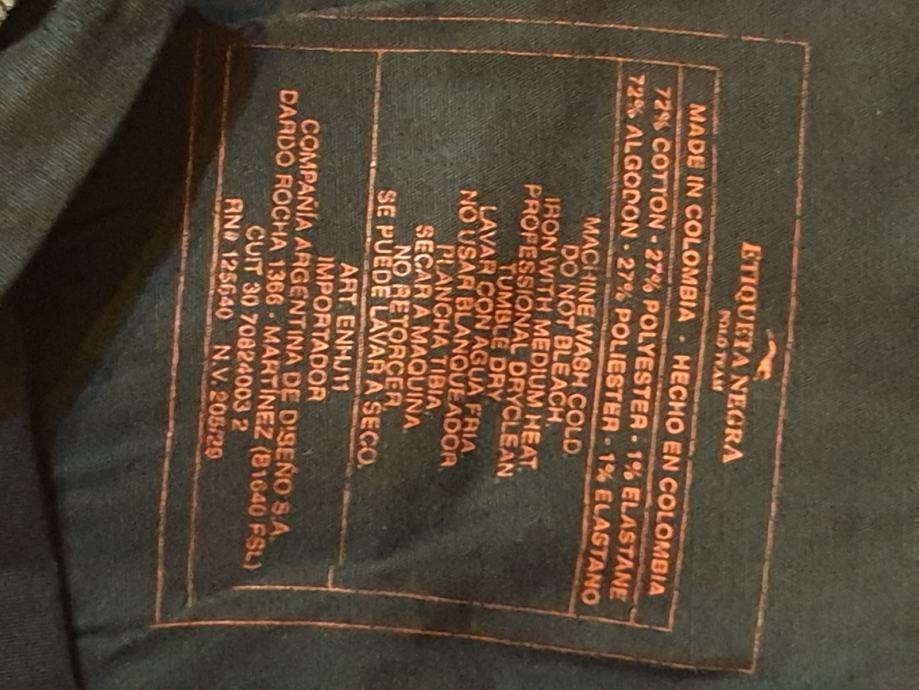 ETIQUETA NEGRA
POLO TEAM
MADE IN COLOMBIA · HECHO EN COLOMBIA
72% COTTON · 27% POLYESTER · 1% ELASTANE
72% ALGODON · 27% POLIESTER · 1% ELASTANO
MACHINE WASH COLD
DO NOT BLEACH
IRON WITH MEDIUM HEAT
PROFESSIONAL DRYCLEAN
TUMBLE DRY
LAVAR CON AGUA FRIA
NO USAR BLANQUEADOR
PLANCHA TIBIA
SECAR A MAQUINA
NO RETORCER
SE PUEDE LAVAR A SECO
ART ENHJ11
IMPORTADOR
COMPAÑÍA ARGENTINA DE DISEÑO S.A.
DARDO ROCHA 1366 · MARTINEZ (B1640 FSL)
CUIT 30 70824003 2
RN# 125640 N.V. 205/29